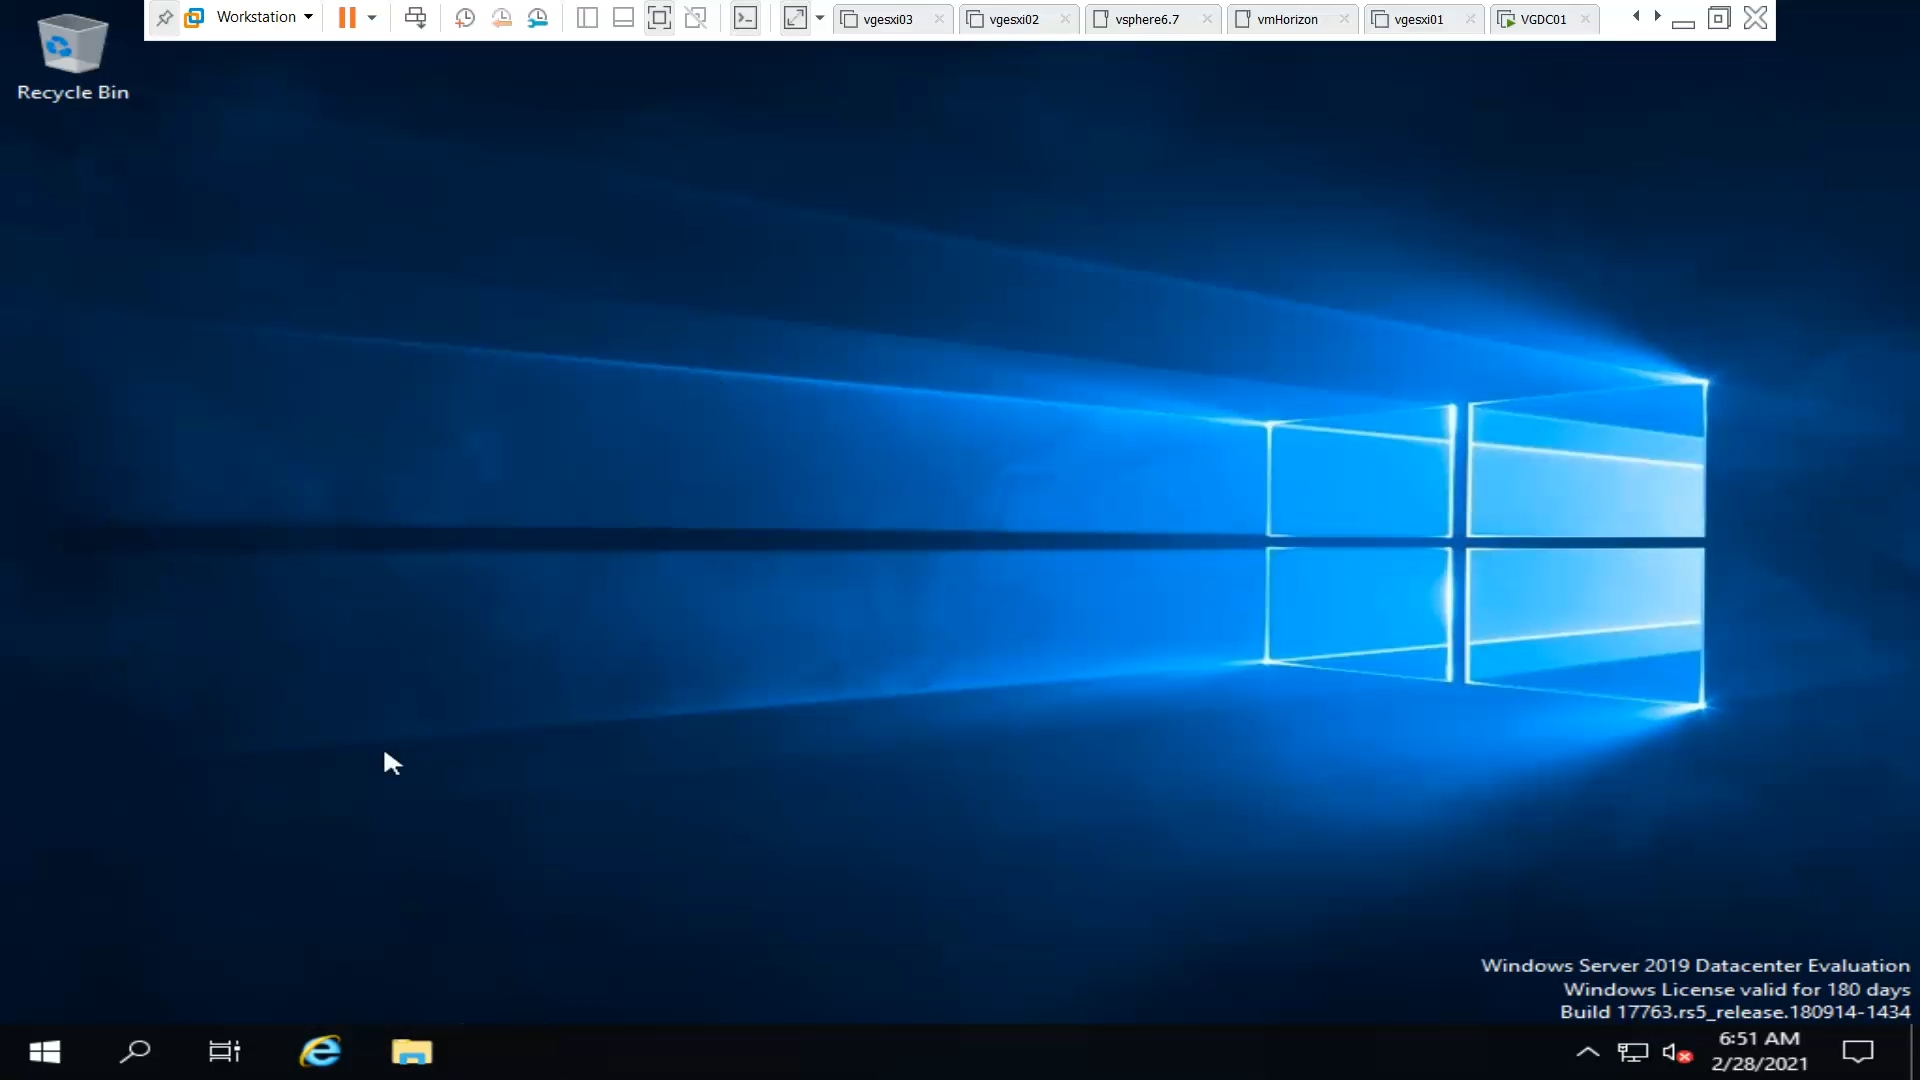 Workstation
vgesxi03
vgesxi02
vsphere6.7
vmHorizon
vgesxi01
VGDC01
Recycle Bin
Windows Server 2019 Datacenter Evaluation
Windows License valid for 180 days
Build 17763.rs5_release.180914-1434
6:51 AM
2/28/2021